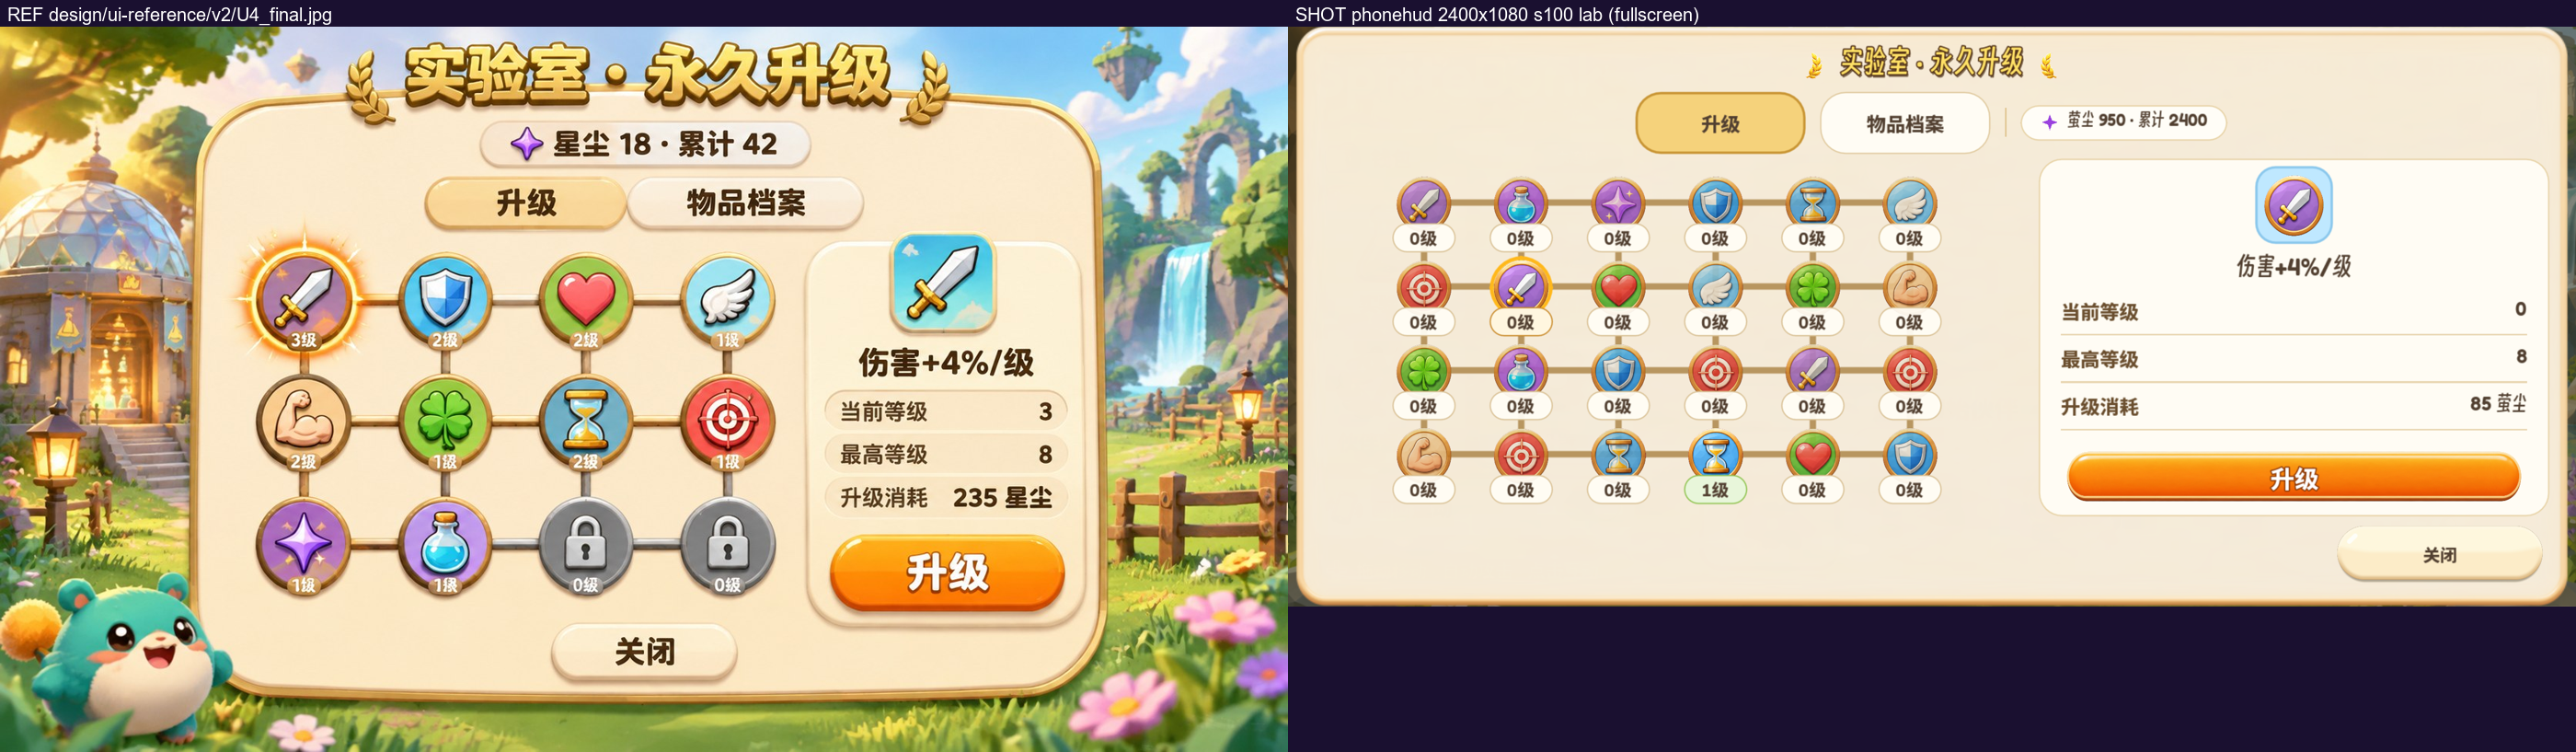 REF design/ui-reference/v2/U4_final.jpg
实验室·永久升级
星尘 18 · 累计 42
升级 物品档案
3级 2级 2级 1级
2级 1级 2级 1级
1级 1级 0级 0级
伤害+4%/级
当前等级 3
最高等级 8
升级消耗 235 星尘
升级
关闭
SHOT phonehud 2400x1080 s100 lab (fullscreen)
实验室·永久升级
升级 物品档案 萤尘 950 · 累计 2400
0级 0级 0级 0级 0级 0级
0级 0级 0级 0级 0级 0级
0级 0级 0级 0级 0级 0级
0级 0级 0级 1级 0级 0级
伤害+4%/级
当前等级 0
最高等级 8
升级消耗 85 萤尘
升级
关闭